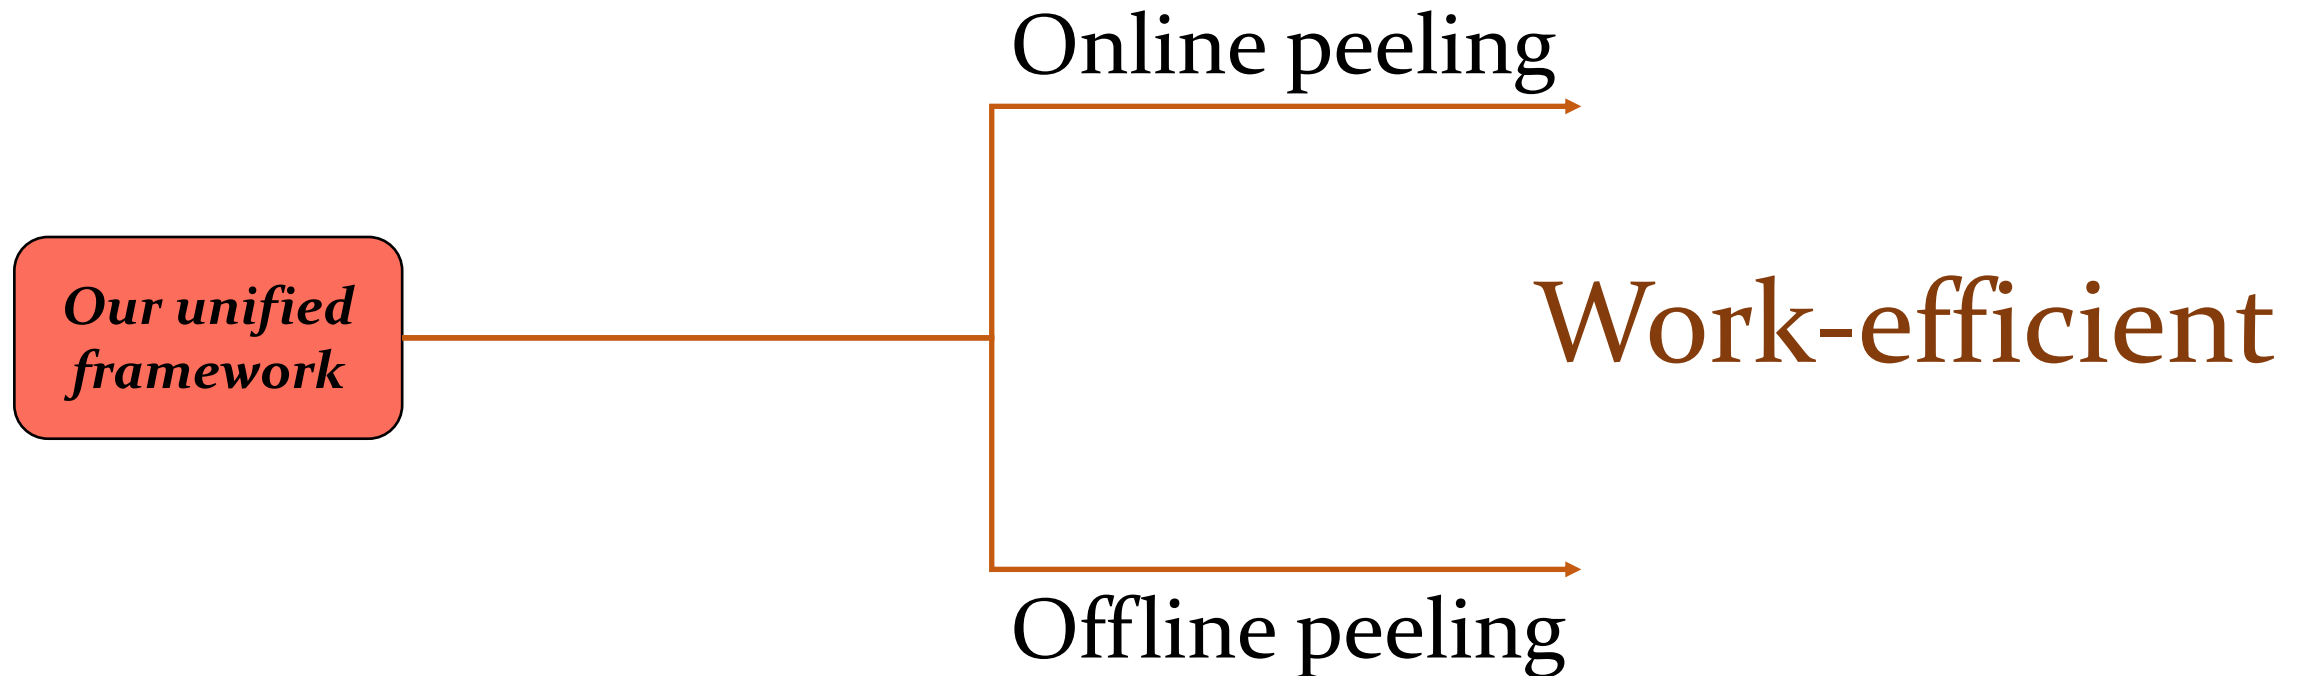 Online peeling
Our unified
framework
Work-efficient
Offline peeling